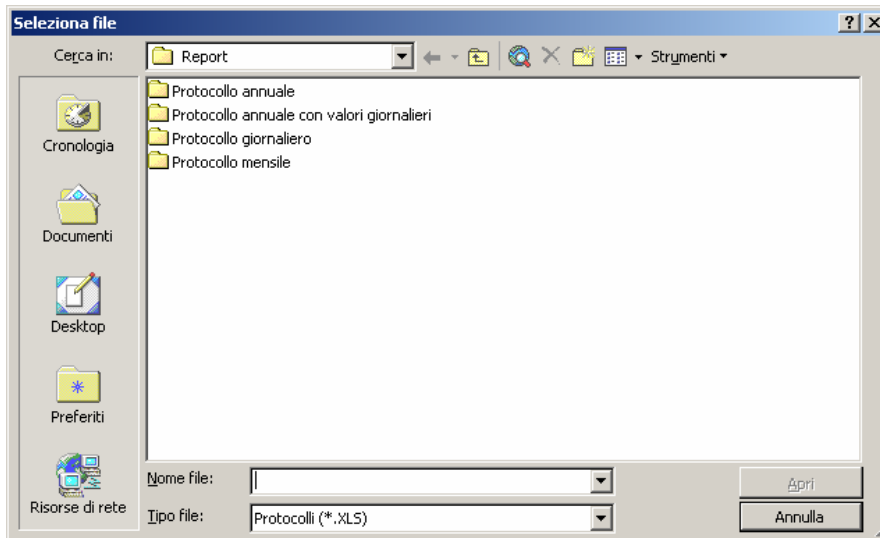 Seleziona file
Cerca in: Report Strumenti
Protocollo annuale
Protocollo annuale con valori giornalieri
Protocollo giornaliero
Protocollo mensile
Cronologia
Documenti
Desktop
Preferiti
Risorse di rete
Nome file: Apri
Tipo file: Protocolli (*.XLS) Annulla